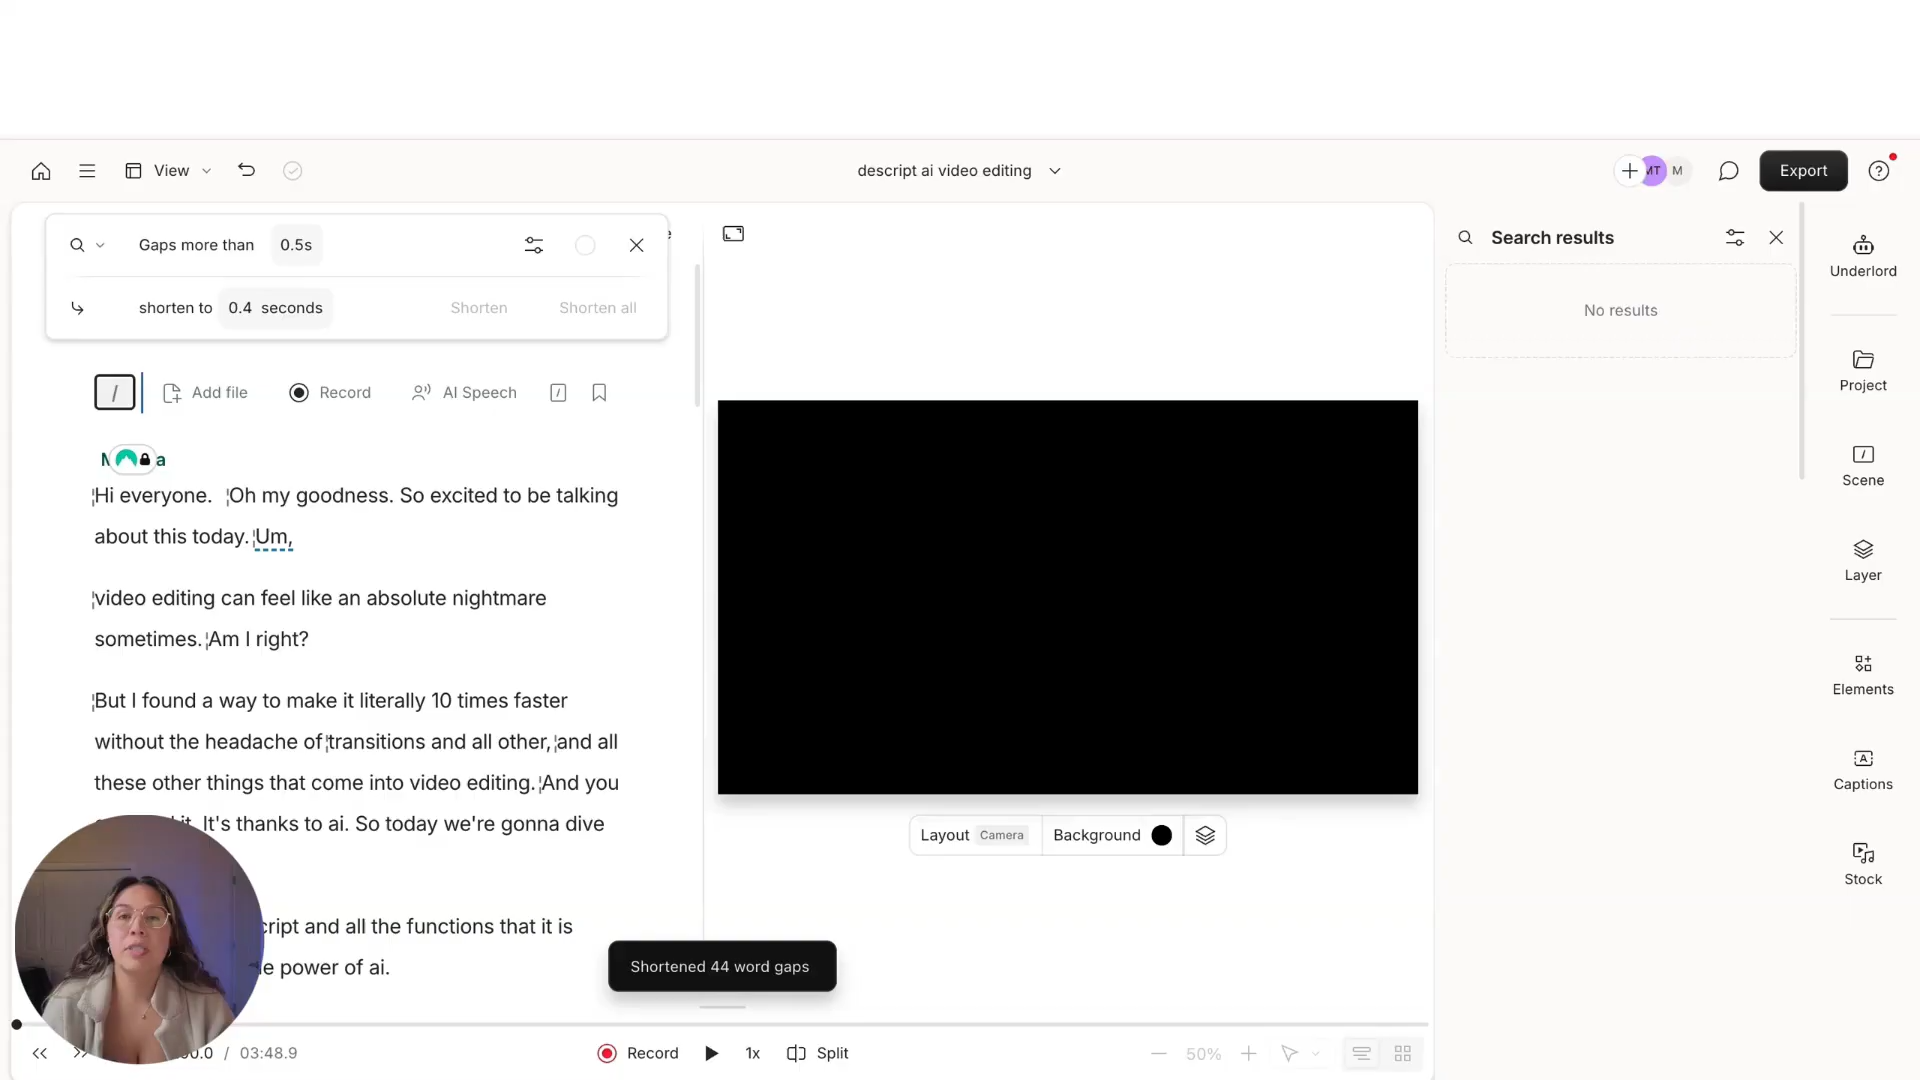 View
descript ai video editing
MT
M
Export
Gaps more than 0.5s
shorten to 0.4 seconds Shorten Shorten all
/ Add file Record AI Speech
a
Hi everyone. Oh my goodness. So excited to be talking
about this today. Um,
video editing can feel like an absolute nightmare
sometimes. Am I right?
But I found a way to make it literally 10 times faster
without the headache of transitions and all other, and all
these other things that come into video editing. And you
it. It's thanks to ai. So today we're gonna dive
cript and all the functions that it is
power of ai.
Layout Camera Background
Shortened 44 word gaps
00.0 / 03:48.9
Record 1x Split
50%
Search results
No results
Underlord
Project
Scene
Layer
Elements
Captions
Stock